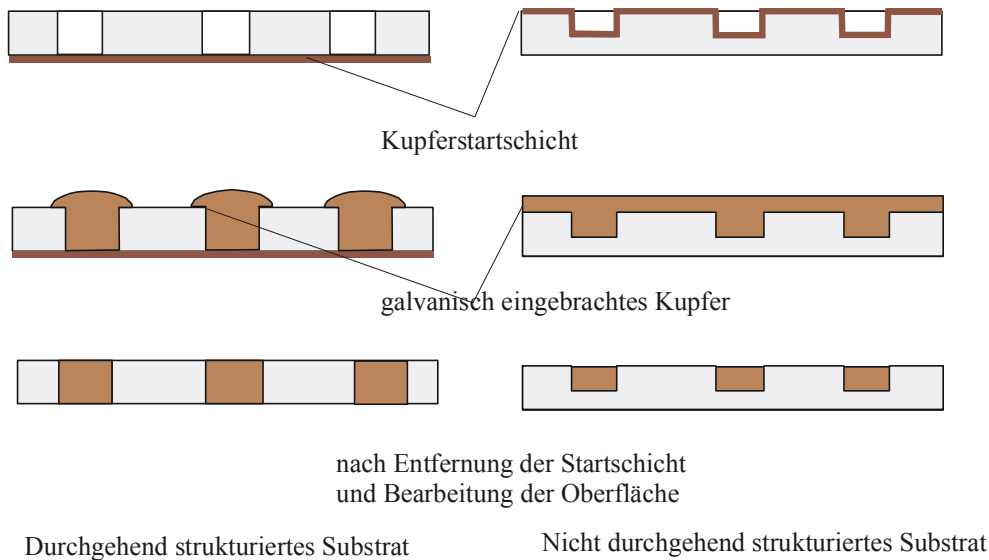 Kupferstartschicht
galvanisch eingebrachtes Kupfer
nach Entfernung der Startschicht
und Bearbeitung der Oberfläche
Durchgehend strukturiertes Substrat
Nicht durchgehend strukturiertes Substrat